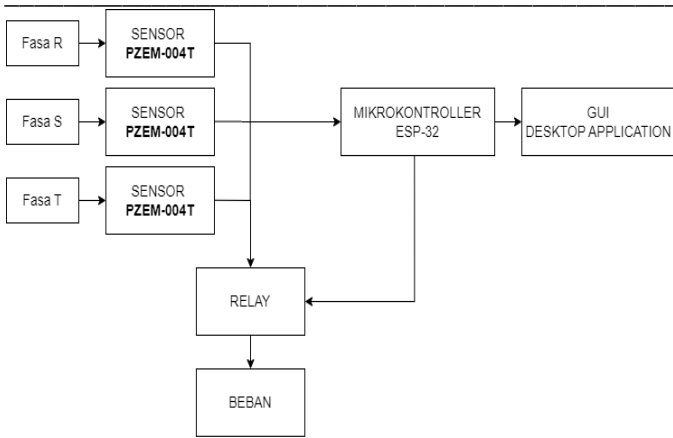 Fasa R
SENSOR
PZEM-004T
Fasa S
SENSOR
PZEM-004T
MIKROKONTROLLER
ESP-32
GUI
DESKTOP APPLICATION
Fasa T
SENSOR
PZEM-004T
RELAY
BEBAN